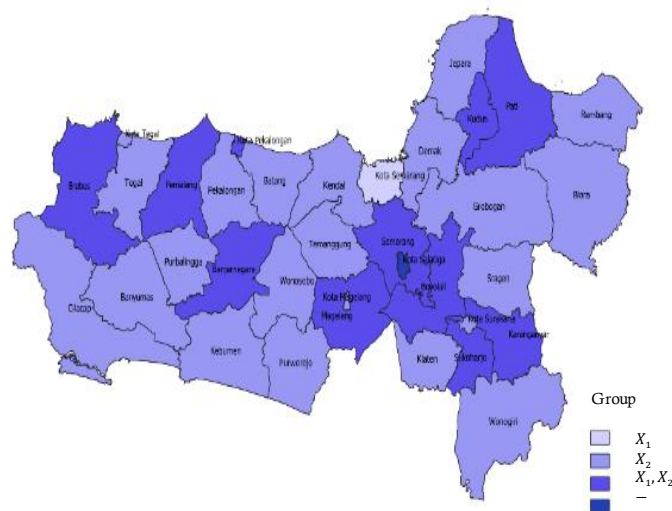 Jepara
Pati
Kudus
Rembang
Kota Tegal
Kota Pekalongan
Demak
Brebes
Tegal
Pemalang
Pekalongan
Batang
Kendal
Kota Semarang
Grobogan
Blora
Semarang
Temanggung
Kota Salatiga
Purbalingga
Banjarnegara
Wonosobo
Boyolali
Sragen
Cilacap
Banyumas
Kota Magelang
Magelang
Kota Surakarta
Karanganyar
Kebumen
Purworejo
Klaten
Sukoharjo
Wonogiri
Group
X₁
X₂
X₁, X₂
–